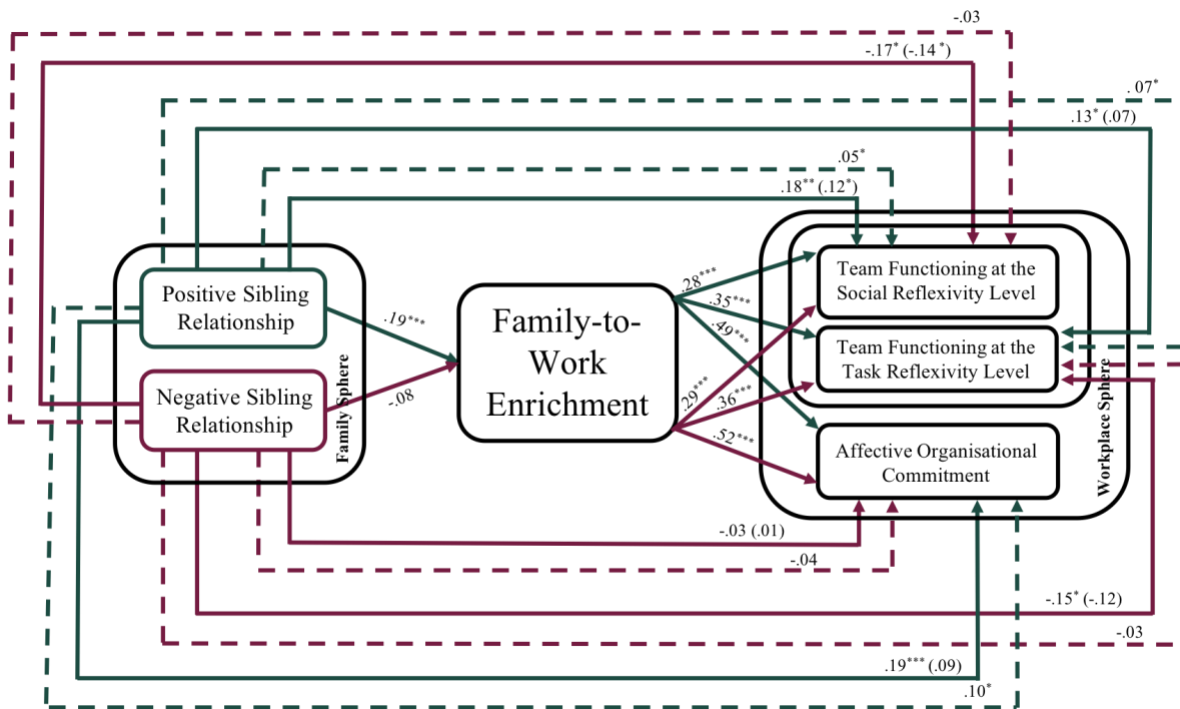 -.03
-.17* (-.14*)
.07*
.13* (.07)
.05*
.18** (.12*)
Positive Sibling
Relationship
Negative Sibling
Relationship
Family Sphere
.19***
-.08
Family-to-
Work
Enrichment
.28***
.35***
.49***
.29***
.36***
.52***
Team Functioning at the
Social Reflexivity Level
Team Functioning at the
Task Reflexivity Level
Affective Organisational
Commitment
Workplace Sphere
-.03 (.01)
-.04
-.15* (-.12)
-.03
.19*** (.09)
.10*